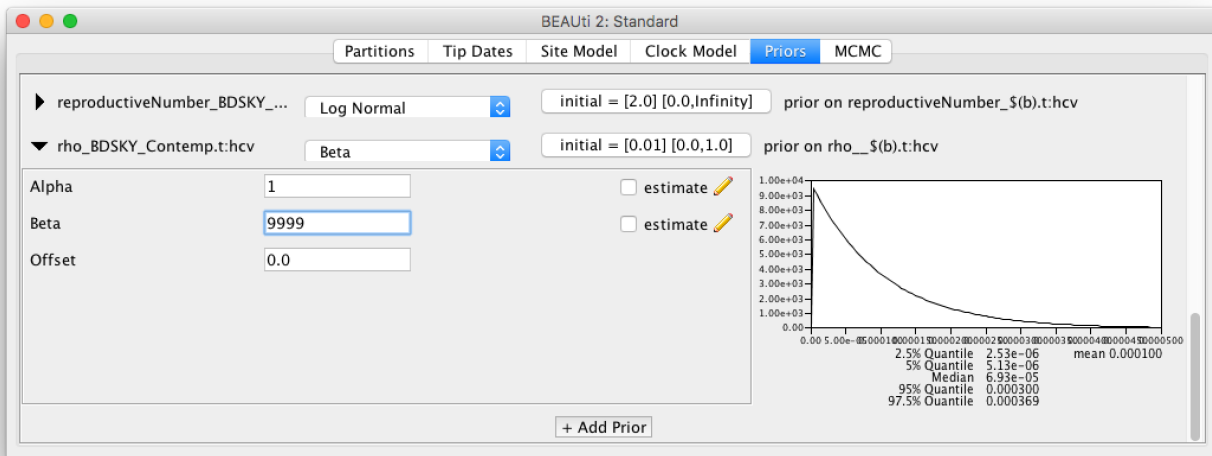 BEAUti 2: Standard
Partitions Tip Dates Site Model Clock Model Priors MCMC
reproductiveNumber_BDSKY_... Log Normal initial = [2.0] [0.0,Infinity] prior on reproductiveNumber_$(b).t:hcv
rho_BDSKY_Contemp.t:hcv Beta initial = [0.01] [0.0,1.0] prior on rho__$(b).t:hcv
Alpha 1 estimate
Beta 9999 estimate
Offset 0.0
1.00e+04
9.00e+03
8.00e+03
7.00e+03
6.00e+03
5.00e+03
4.00e+03
3.00e+03
2.00e+03
1.00e+03
0.00
0.00
2.5% Quantile 2.53e-06 mean 0.000100
5% Quantile 5.13e-06
Median 6.93e-05
95% Quantile 0.000300
97.5% Quantile 0.000369
+ Add Prior